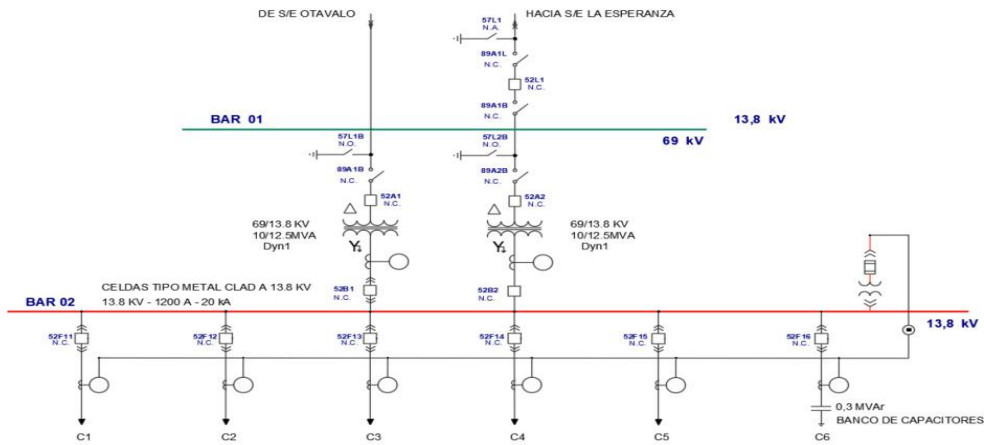 DE S/E OTAVALO
HACIA S/E LA ESPERANZA
57L1
N.A.
89A1L
N.C.
52L1
N.C.
89A1B
N.C.
BAR 01
13,8 kV
69 kV
57L1B
N.O.
57L2B
N.O.
89A1B
N.C.
89A2B
N.C.
52A1
N.C.
52A2
N.C.
69/13.8 KV
10/12.5MVA
Dyn1
69/13.8 KV
10/12.5MVA
Dyn1
CELDAS TIPO METAL CLAD A 13.8 KV
13.8 KV - 1200 A - 20 kA
52B1
N.C.
52B2
N.C.
BAR 02
13,8 kV
52F11
N.C.
52F12
N.C.
52F13
N.C.
52F14
N.C.
52F15
N.C.
52F16
N.C.
0,3 MVAr
BANCO DE CAPACITORES
C1
C2
C3
C4
C5
C6